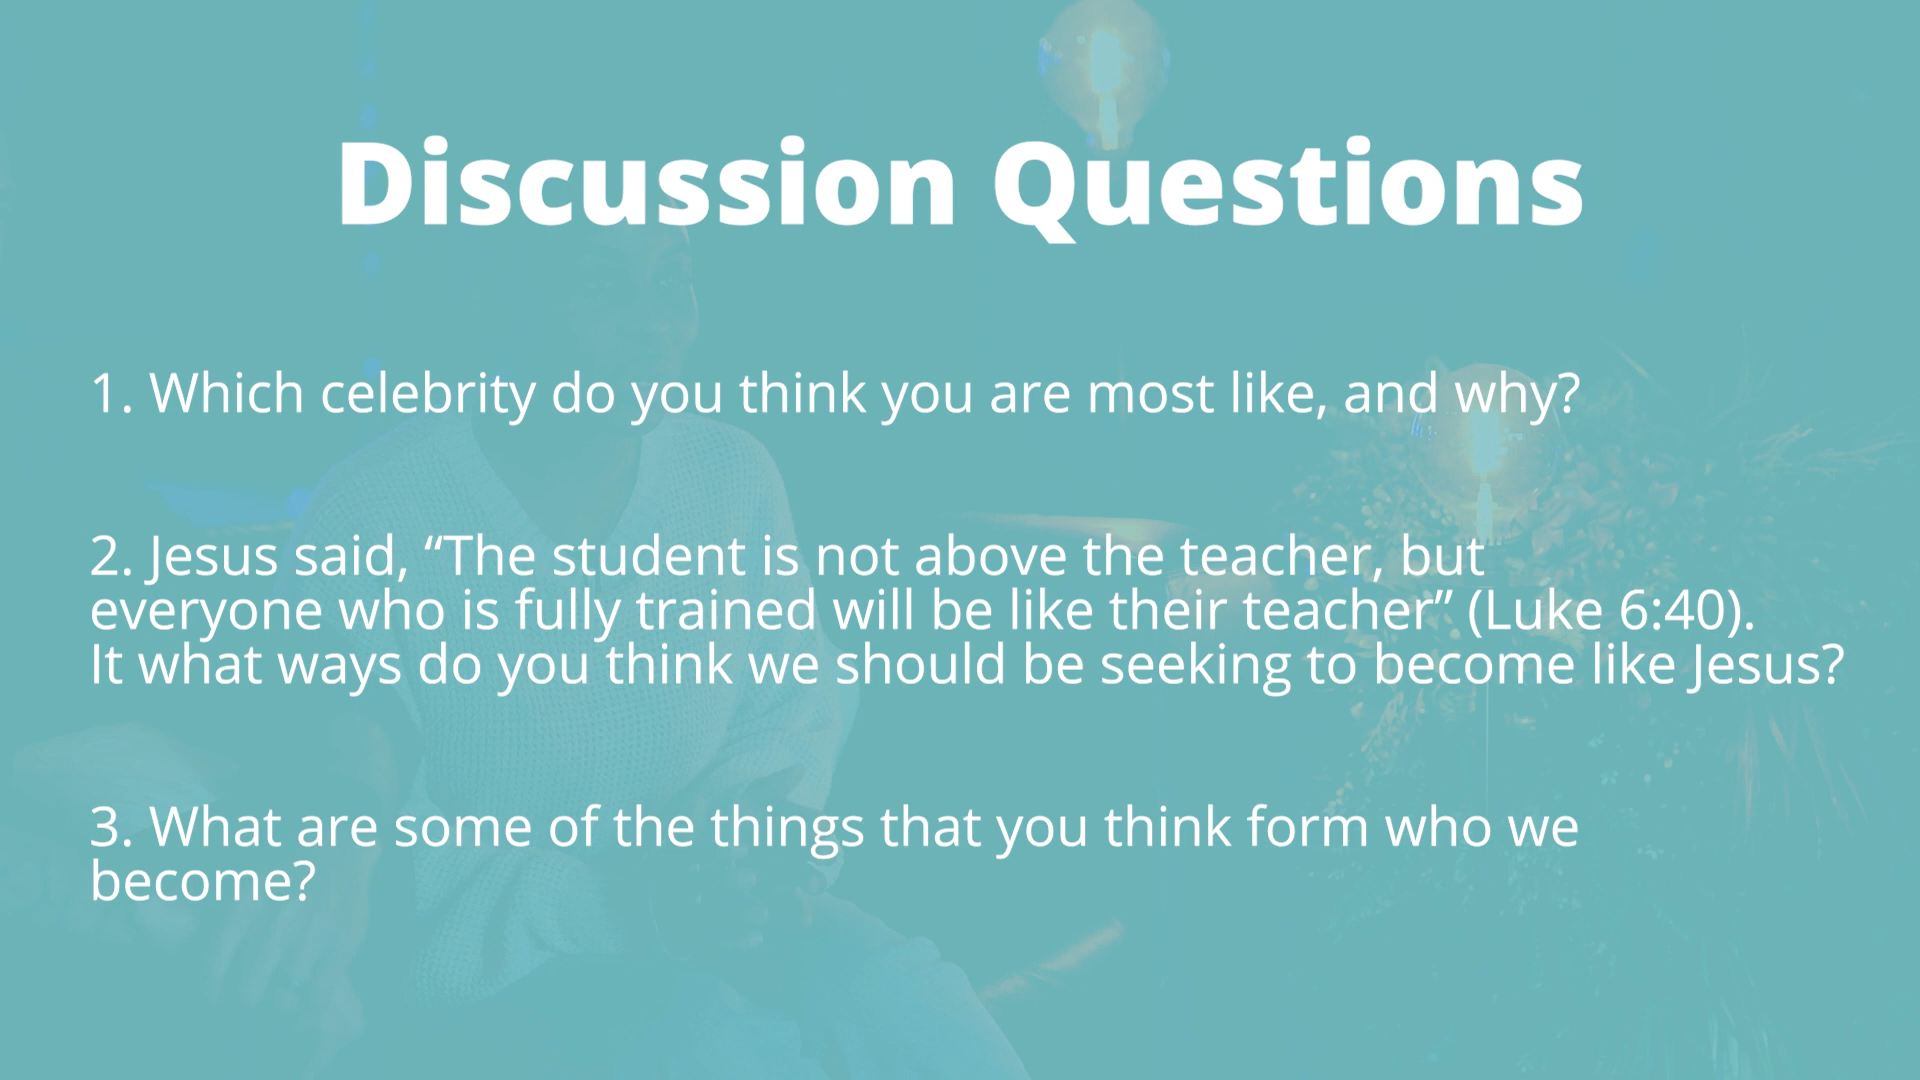 Discussion Questions
1. Which celebrity do you think you are most like, and why?
2. Jesus said, “The student is not above the teacher, but
everyone who is fully trained will be like their teacher” (Luke 6:40).
It what ways do you think we should be seeking to become like Jesus?
3. What are some of the things that you think form who we
become?